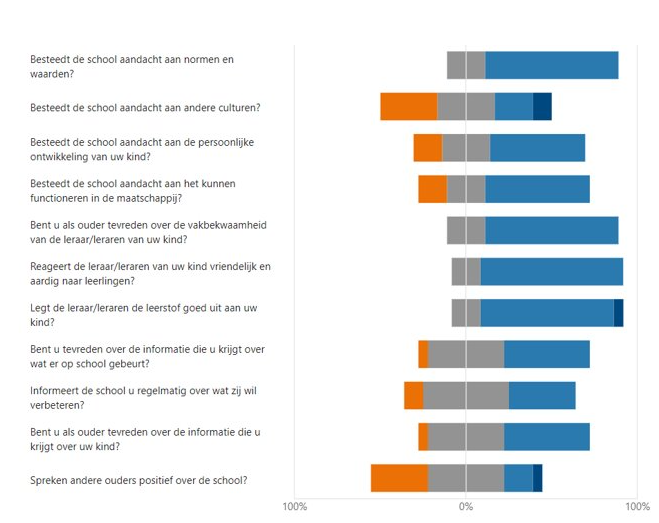 Besteedt de school aandacht aan normen en
waarden?
Besteedt de school aandacht aan andere culturen?
Besteedt de school aandacht aan de persoonlijke
ontwikkeling van uw kind?
Besteedt de school aandacht aan het kunnen
functioneren in de maatschappij?
Bent u als ouder tevreden over de vakbekwaamheid
van de leraar/leraren van uw kind?
Reageert de leraar/leraren van uw kind vriendelijk en
aardig naar leerlingen?
Legt de leraar/leraren de leerstof goed uit aan uw
kind?
Bent u tevreden over de informatie die u krijgt over
wat er op school gebeurt?
Informeert de school u regelmatig over wat zij wil
verbeteren?
Bent u als ouder tevreden over de informatie die u
krijgt over uw kind?
Spreken andere ouders positief over de school?
100% 0% 100%